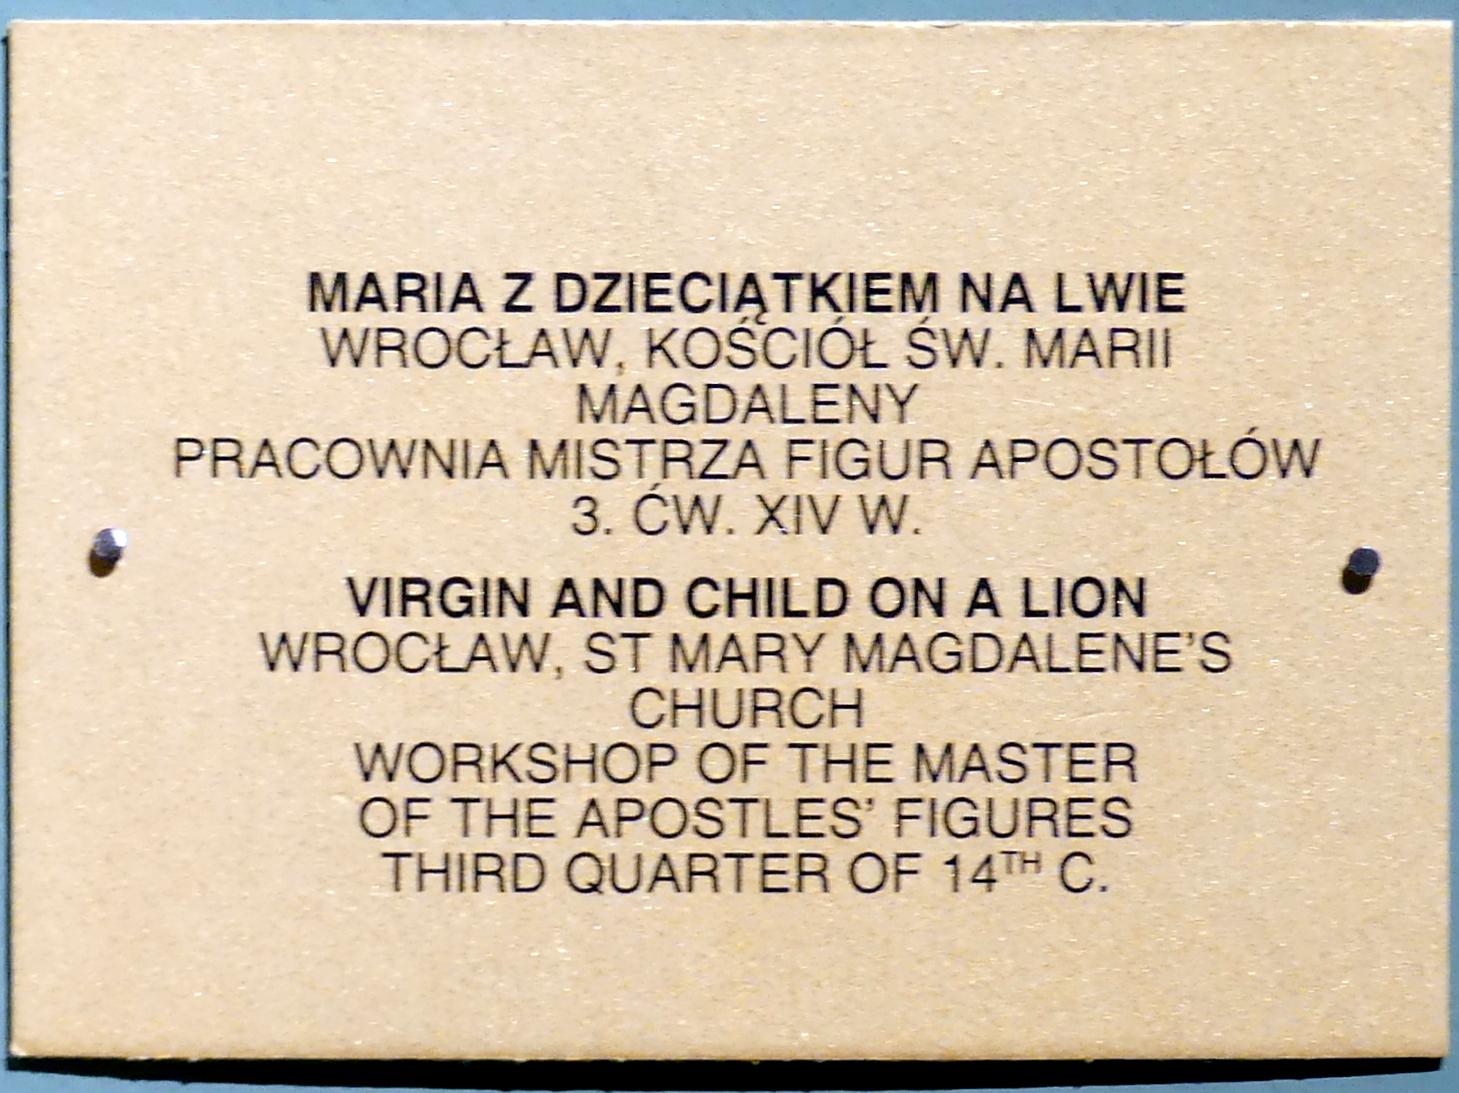 MARIA Z DZIECIĄTKIEM NA LWIE
WROCŁAW, KOŚCIÓŁ ŚW. MARII
MAGDALENY
PRACOWNIA MISTRZA FIGUR APOSTOŁÓW
3. ĆW. XIV W.
VIRGIN AND CHILD ON A LION
WROCŁAW, ST MARY MAGDALENE'S
CHURCH
WORKSHOP OF THE MASTER
OF THE APOSTLES' FIGURES
THIRD QUARTER OF 14TH C.